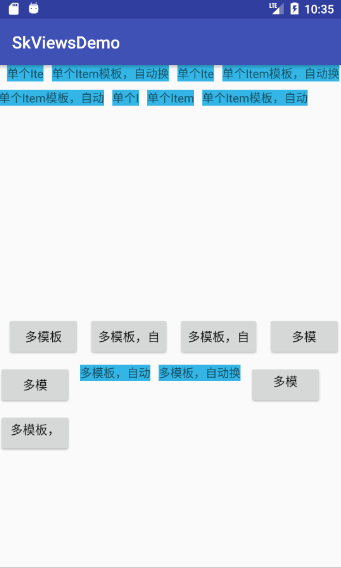 10:35
SkViewsDemo
单个Ite 单个Item模板，自动换 单个Ite 单个Item模板，自动换
单个Item模板，自动 单个I 单个Item 单个Item模板，自动
多模板 多模板，自 多模板，自 多模
多模 多模板，自动 多模板，自动换 多模
多模板，